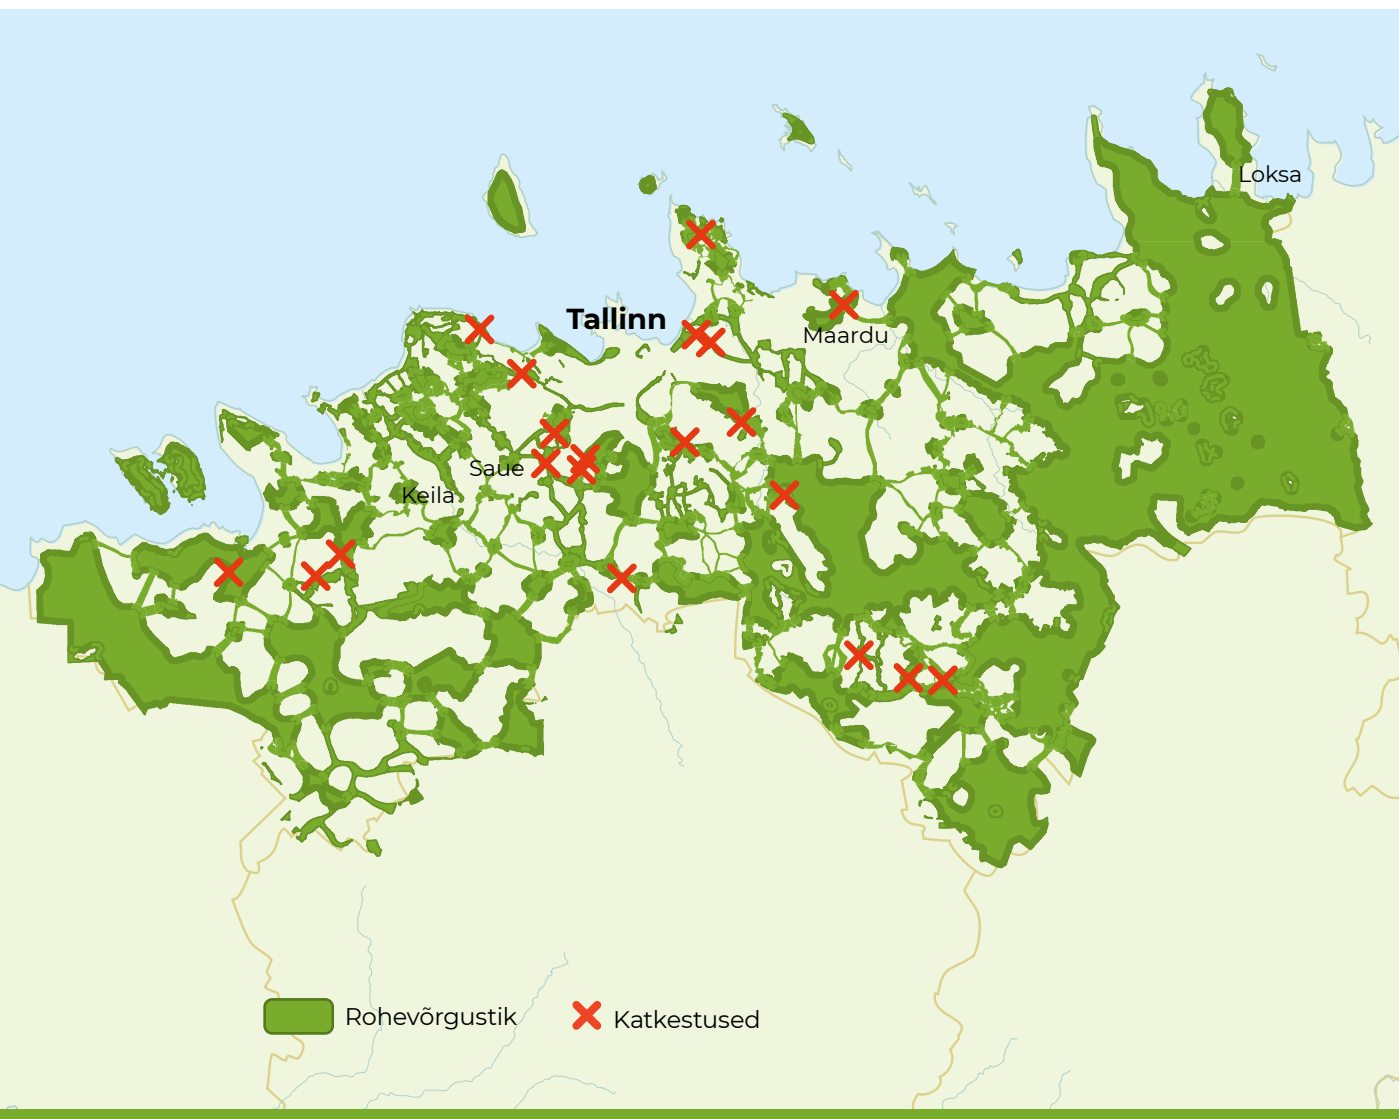 Loksa
Tallinn
Maardu
Saue
Keila
Rohevõrgustik
Katkestused